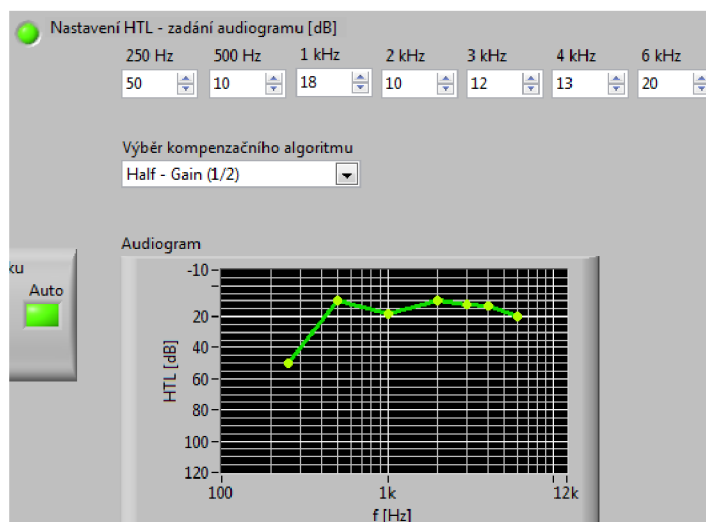 Nastavení HTL - zadání audiogramu [dB]
250 Hz 500 Hz 1 kHz 2 kHz 3 kHz 4 kHz 6 kHz
50 10 18 10 12 13 20
Výběr kompenzačního algoritmu
Half - Gain (1/2)
ku
Auto
Audiogram
-10
20
40
60
80
100
120
HTL [dB]
100 1k 12k
f [Hz]